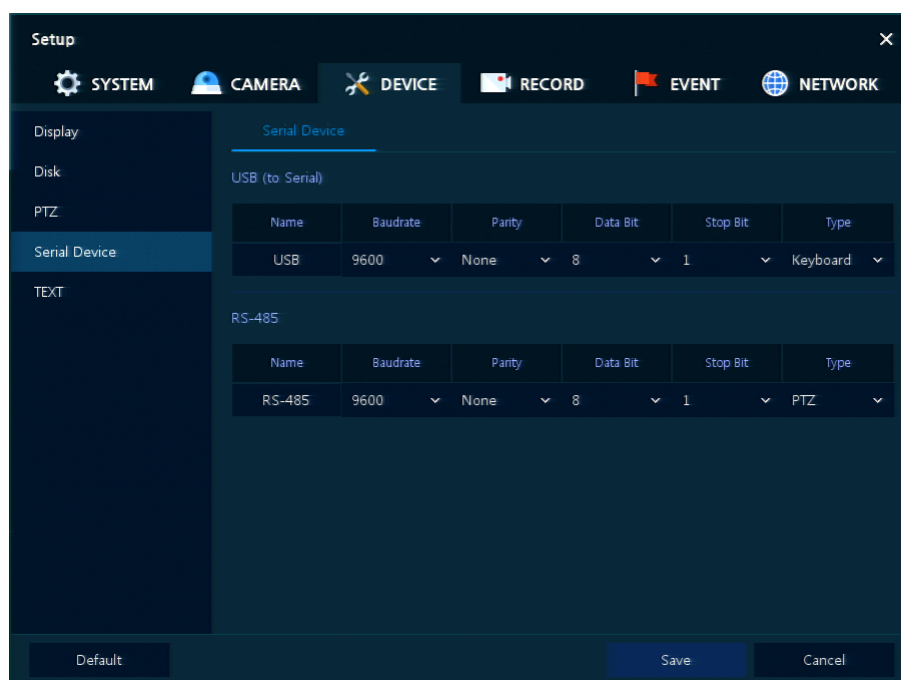 Setup
SYSTEM CAMERA DEVICE RECORD EVENT NETWORK
Display
Disk
PTZ
Serial Device
TEXT
Serial Device
USB (to Serial)
Name Baudrate Parity Data Bit Stop Bit Type
USB 9600 None 8 1 Keyboard
RS-485
Name Baudrate Parity Data Bit Stop Bit Type
RS-485 9600 None 8 1 PTZ
Default Save Cancel